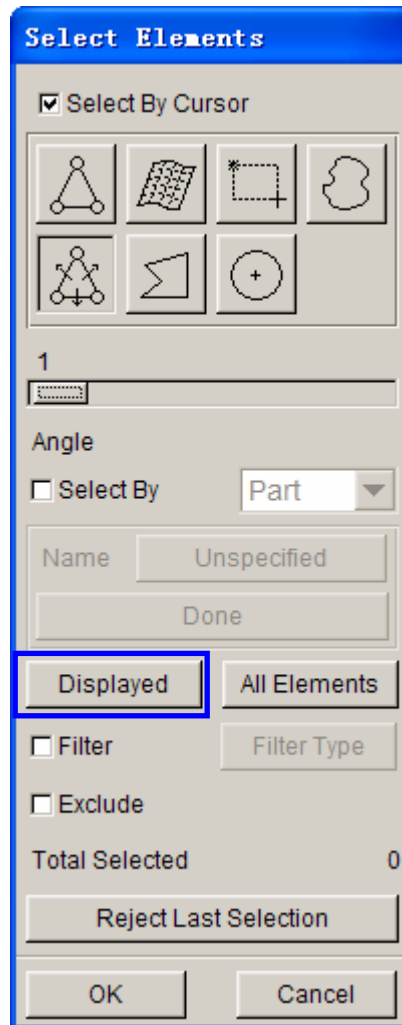 Select Elements
Select By Cursor
1
Angle
Select By Part
Name Unspecified
Done
Displayed All Elements
Filter Filter Type
Exclude
Total Selected 0
Reject Last Selection
OK Cancel